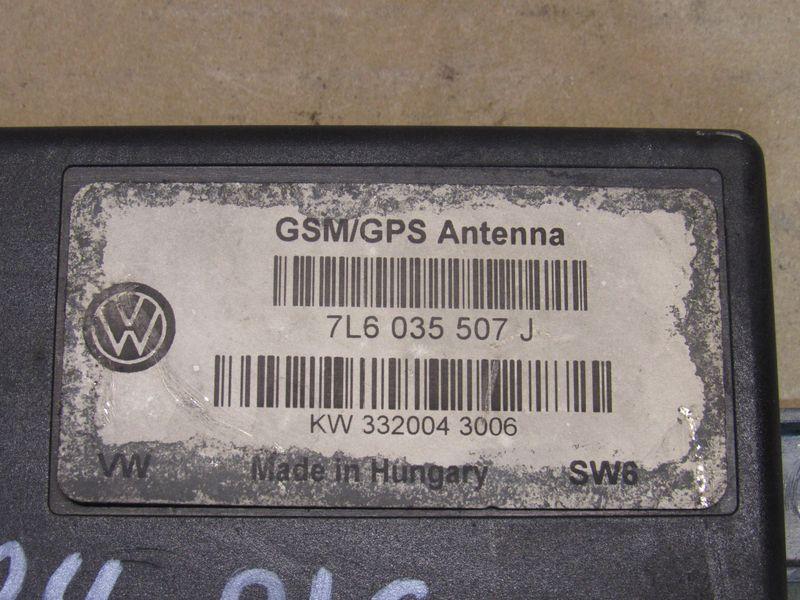 GSM/GPS Antenna
7L6 035 507 J
KW 332004 3006
VW Made in Hungary SW6